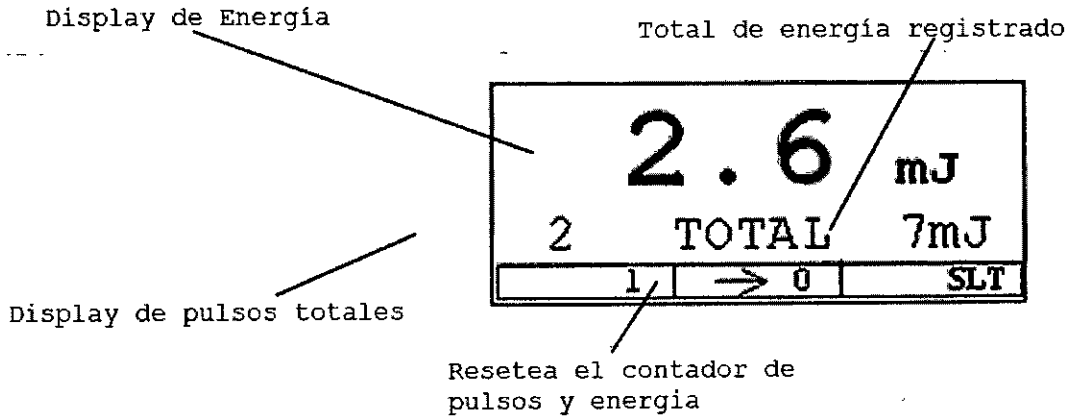 Display de Energía
Total de energía registrado
2.6 mJ
2 TOTAL 7mJ
1 → 0 SLT
Display de pulsos totales
Resetea el contador de
pulsos y energia